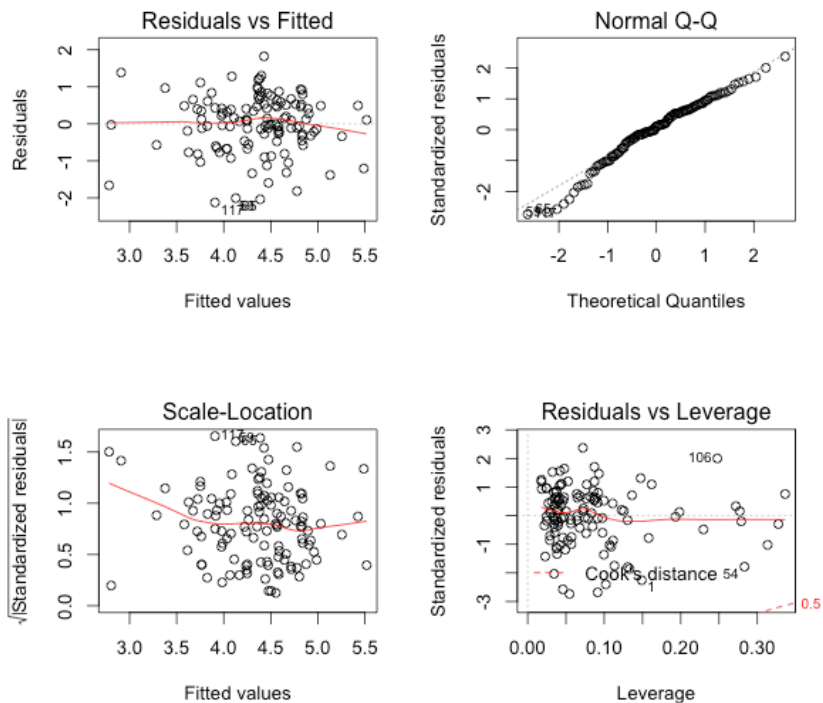 Residuals vs Fitted
Residuals
-2 -1 0 1 2
117
3.0 3.5 4.0 4.5 5.0 5.5
Fitted values
Normal Q-Q
Standardized residuals
-2 0 2
-2 -1 0 1 2
Theoretical Quantiles
Scale-Location
√|Standardized residuals|
0.0 0.5 1.0 1.5
117
3.0 3.5 4.0 4.5 5.0 5.5
Fitted values
Residuals vs Leverage
Standardized residuals
-3 -1 1 2 3
106
Cook's distance
54
1
0.5
0.00 0.10 0.20 0.30
Leverage